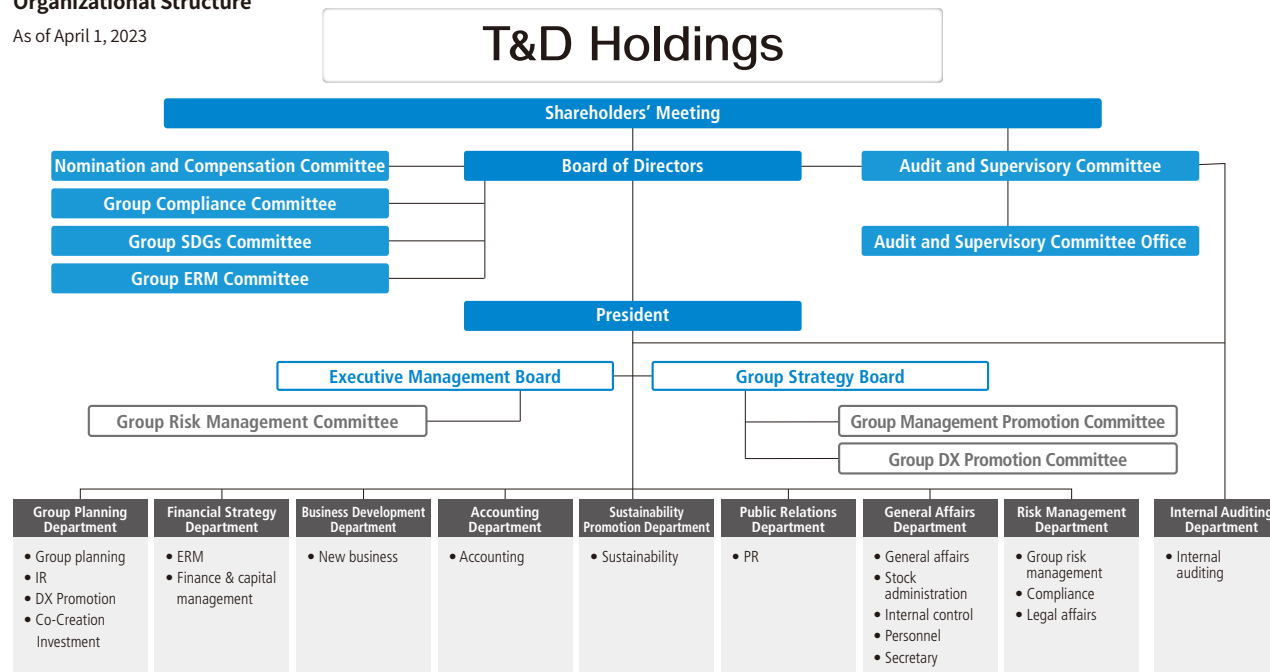 Organizational Structure
As of April 1, 2023
T&D Holdings
Shareholders' Meeting
Nomination and Compensation Committee
Board of Directors
Audit and Supervisory Committee
Group Compliance Committee
Group SDGs Committee
Audit and Supervisory Committee Office
Group ERM Committee
President
Executive Management Board
Group Strategy Board
Group Risk Management Committee
Group Management Promotion Committee
Group DX Promotion Committee
Group Planning
Department
• Group planning
• IR
• DX Promotion
• Co-Creation
Investment
Financial Strategy
Department
• ERM
• Finance & capital
management
Business Development
Department
• New business
Accounting
Department
• Accounting
Sustainability
Promotion Department
• Sustainability
Public Relations
Department
• PR
General Affairs
Department
• General affairs
• Stock
administration
• Internal control
• Personnel
• Secretary
Risk Management
Department
• Group risk
management
• Compliance
• Legal affairs
Internal Auditing
Department
• Internal
auditing